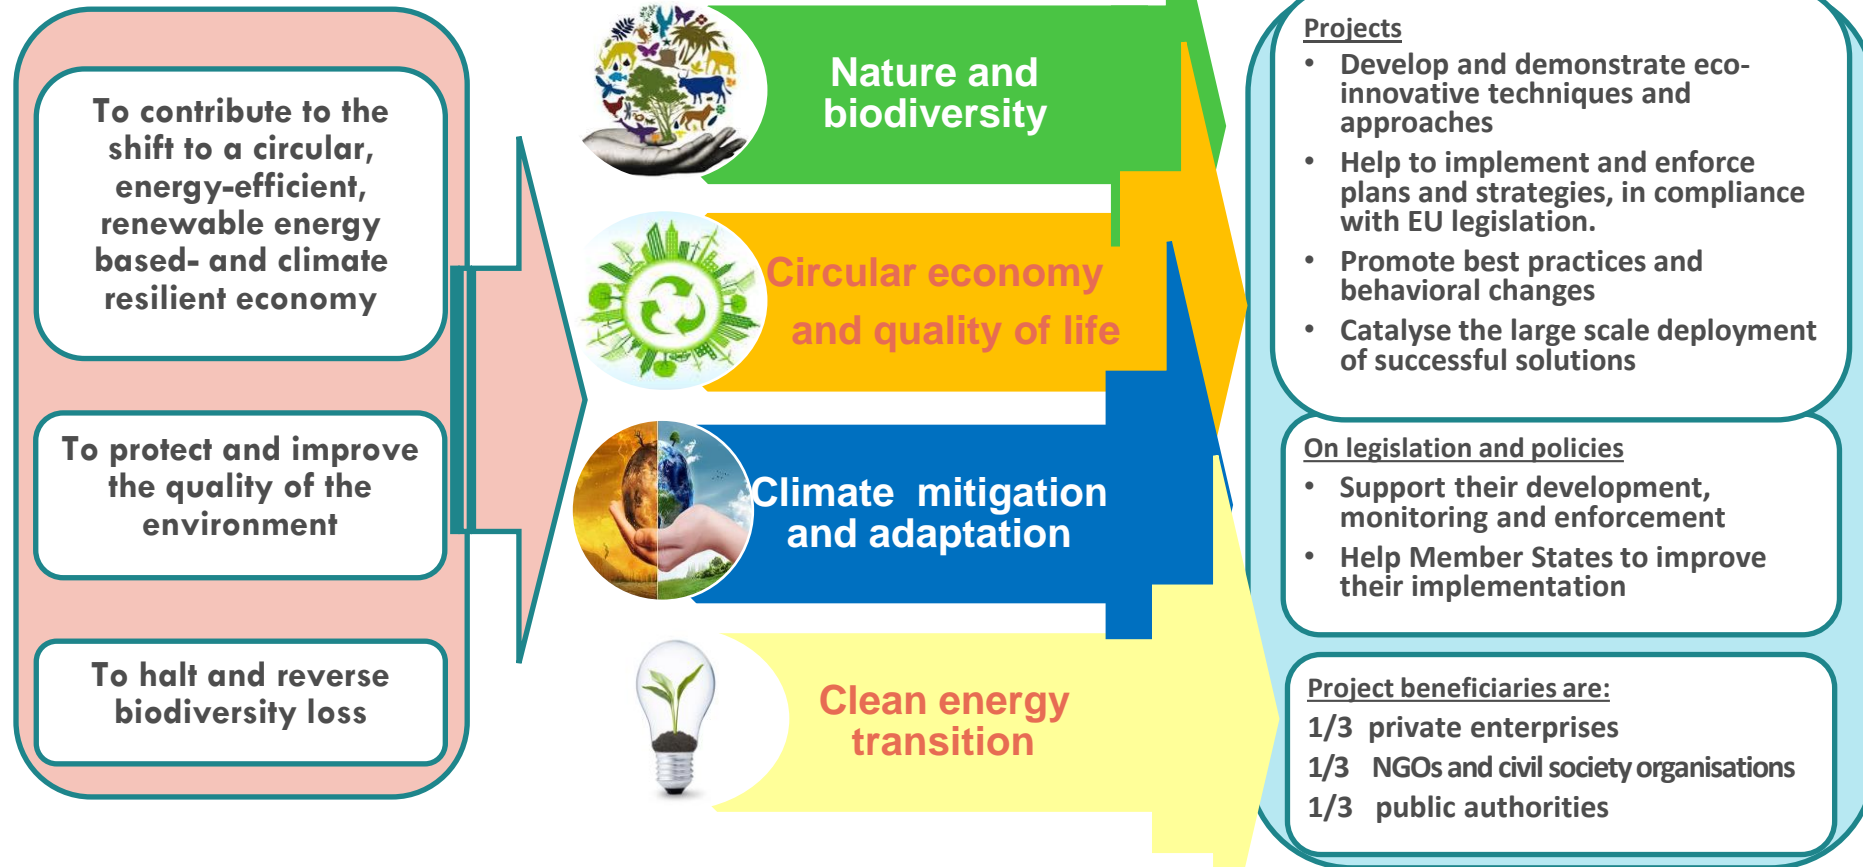 To contribute to the
shift to a circular,
energy-efficient,
renewable energy
based- and climate
resilient economy
To protect and improve
the quality of the
environment
To halt and reverse
biodiversity loss
Nature and
biodiversity
Circular economy
and quality of life
Climate mitigation
and adaptation
Clean energy
transition
Projects
• Develop and demonstrate eco-
innovative techniques and
approaches
• Help to implement and enforce
plans and strategies, in compliance
with EU legislation.
• Promote best practices and
behavioral changes
• Catalyse the large scale deployment
of successful solutions
On legislation and policies
• Support their development,
monitoring and enforcement
• Help Member States to improve
their implementation
Project beneficiaries are:
1/3 private enterprises
1/3 NGOs and civil society organisations
1/3 public authorities